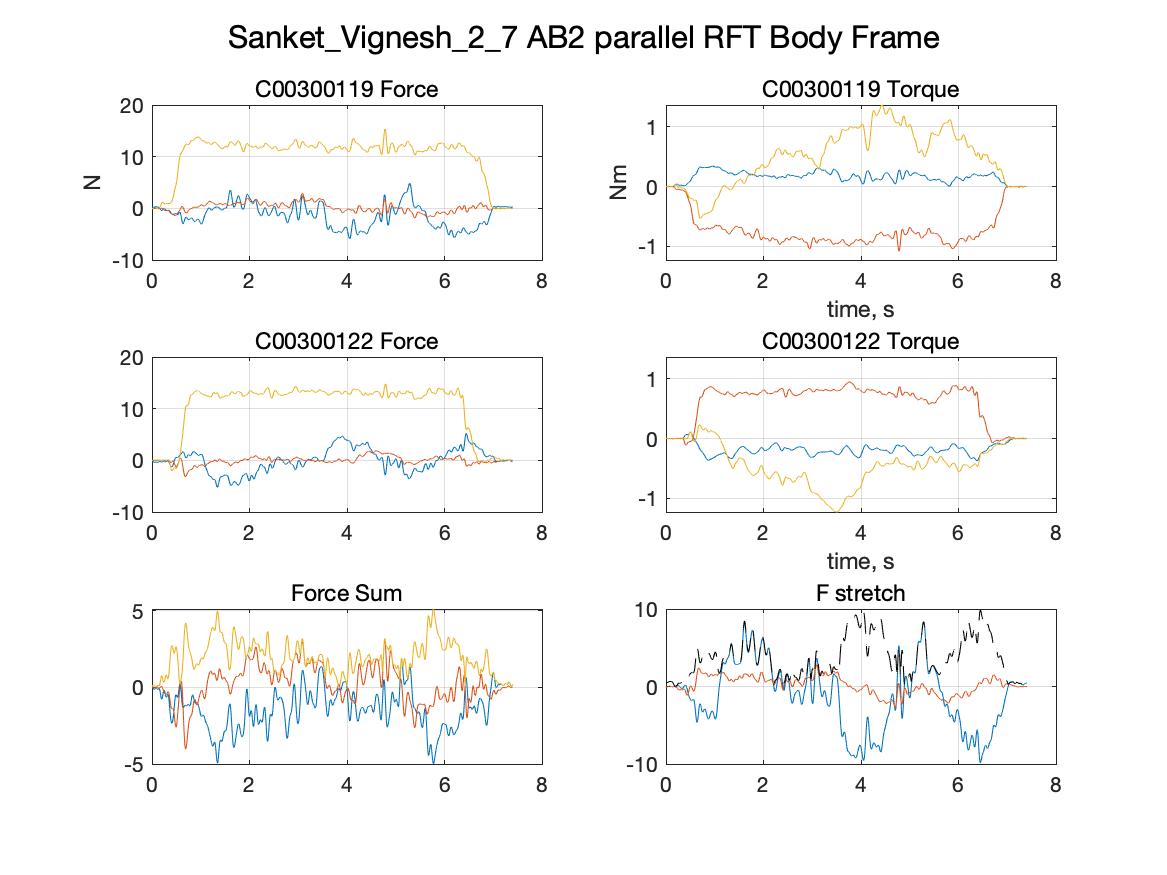 Sanket_Vignesh_2_7 AB2 parallel RFT Body Frame
C00300119 Force
20
10
0
-10
N
0 2 4 6 8
C00300119 Torque
1
0
-1
Nm
0 2 4 6 8
time, s
C00300122 Force
20
10
0
-10
0 2 4 6 8
C00300122 Torque
1
0
-1
0 2 4 6 8
time, s
Force Sum
5
0
-5
0 2 4 6 8
F stretch
10
0
-10
0 2 4 6 8